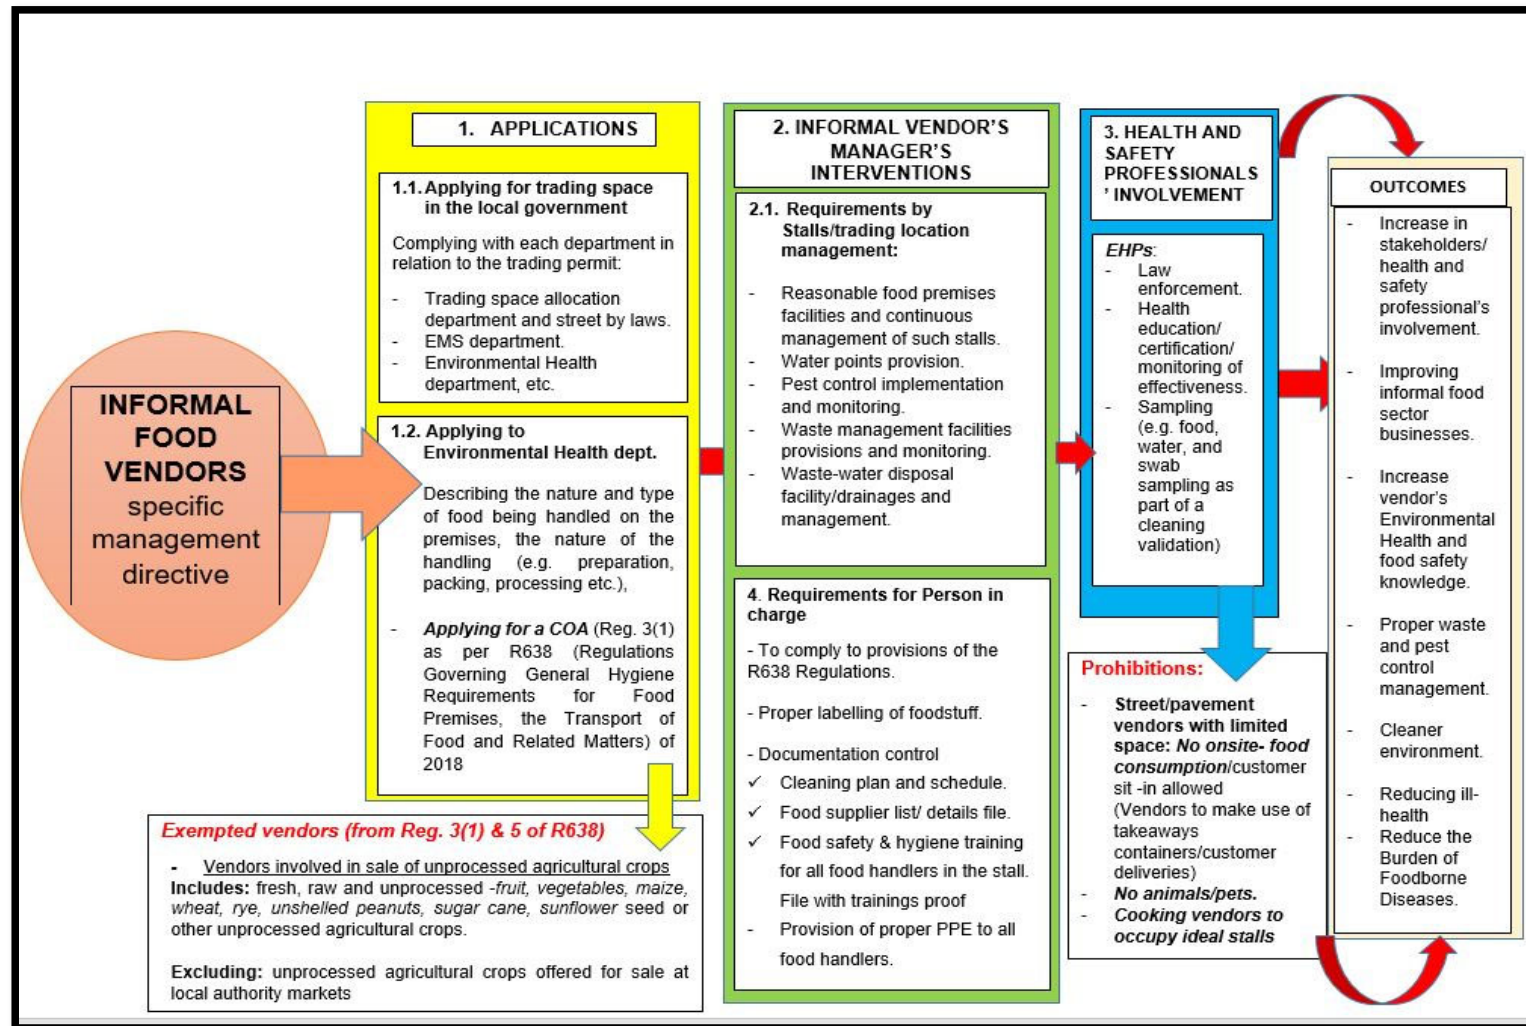 INFORMAL
FOOD
VENDORS
specific
management
directive
1. APPLICATIONS
1.1. Applying for trading space
in the local government
Complying with each department in
relation to the trading permit:
- Trading space allocation
department and street by laws.
- EMS department.
- Environmental Health
department, etc.
1.2. Applying to
Environmental Health dept.
Describing the nature and type
of food being handled on the
premises, the nature of the
handling (e.g. preparation,
packing, processing etc.),
- Applying for a COA (Reg. 3(1)
as per R638 (Regulations
Governing General Hygiene
Requirements for Food
Premises, the Transport of
Food and Related Matters) of
2018
Exempted vendors (from Reg. 3(1) & 5 of R638)
- Vendors involved in sale of unprocessed agricultural crops
Includes: fresh, raw and unprocessed -fruit, vegetables, maize,
wheat, rye, unshelled peanuts, sugar cane, sunflower seed or
other unprocessed agricultural crops.
Excluding: unprocessed agricultural crops offered for sale at
local authority markets
2. INFORMAL VENDOR'S
MANAGER'S
INTERVENTIONS
2.1. Requirements by
Stalls/trading location
management:
- Reasonable food premises
facilities and continuous
management of such stalls.
- Water points provision.
- Pest control implementation
and monitoring.
- Waste management facilities
provisions and monitoring.
- Waste-water disposal
facility/drainages and
management.
4. Requirements for Person in
charge
- To comply to provisions of the
R638 Regulations.
- Proper labelling of foodstuff.
- Documentation control
✓ Cleaning plan and schedule.
✓ Food supplier list/ details file.
✓ Food safety & hygiene training
for all food handlers in the stall.
File with trainings proof
- Provision of proper PPE to all
food handlers.
3. HEALTH AND
SAFETY
PROFESSIONALS
' INVOLVEMENT
EHPs:
- Law
enforcement.
- Health
education/
certification/
monitoring of
effectiveness.
- Sampling
(e.g. food,
water, and
swab
sampling as
part of a
cleaning
validation)
Prohibitions:
- Street/pavement
vendors with limited
space: No onsite- food
consumption/customer
sit -in allowed
(Vendors to make use of
takeaways
containers/customer
deliveries)
- No animals/pets.
- Cooking vendors to
occupy ideal stalls
OUTCOMES
- Increase in
stakeholders/
health and
safety
professional's
involvement.
- Improving
informal food
sector
businesses.
- Increase
vendor's
Environmental
Health and
food safety
knowledge.
- Proper waste
and pest
control
management.
- Cleaner
environment.
- Reducing ill-
health
- Reduce the
Burden of
Foodborne
Diseases.